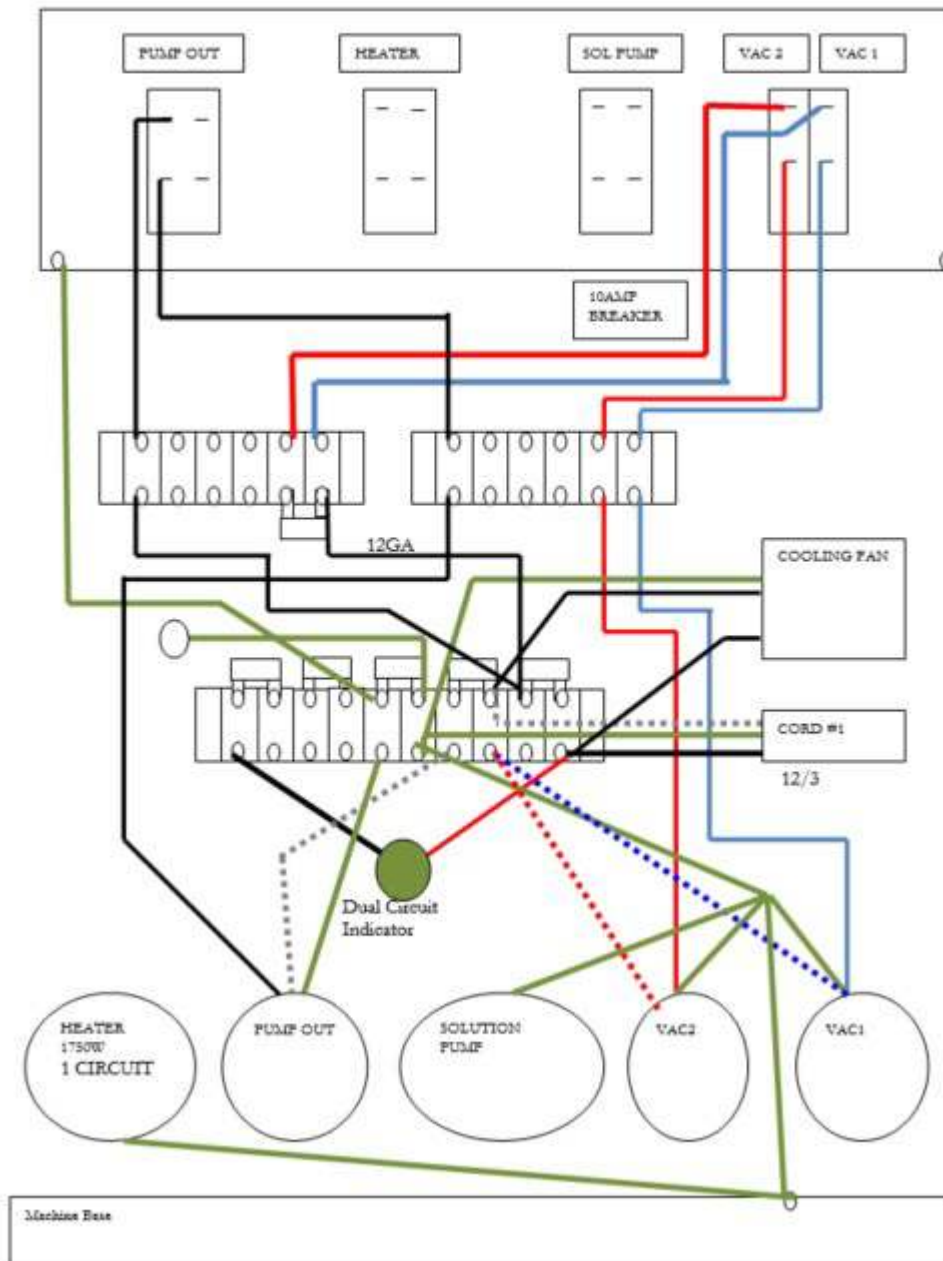 PUMP OUT
HEATER
SOL PUMP
VAC 2
VAC 1
10AMP
BREAKER
12GA
COOLING FAN
CORD #1
12/3
Dual Circuit
Indicator
HEATER
1750W
1 CIRCUIT
PUMP OUT
SOLUTION
PUMP
VAC2
VAC1
Machine Base